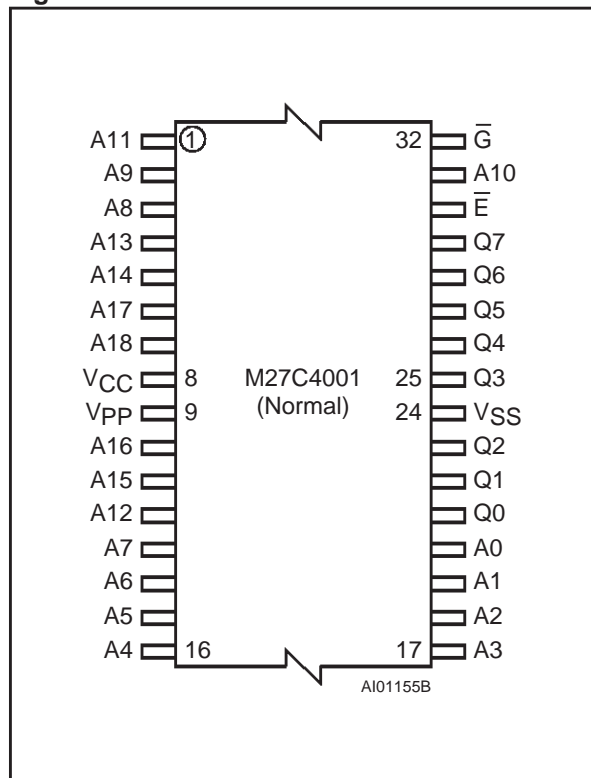 A11 1 32 G̅
A9 A10
A8 E̅
A13 Q7
A14 Q6
A17 Q5
A18 Q4
VCC 8 M27C4001 25 Q3
VPP 9 (Normal) 24 VSS
A16 Q2
A15 Q1
A12 Q0
A7 A0
A6 A1
A5 A2
A4 16 17 A3
AI01155B